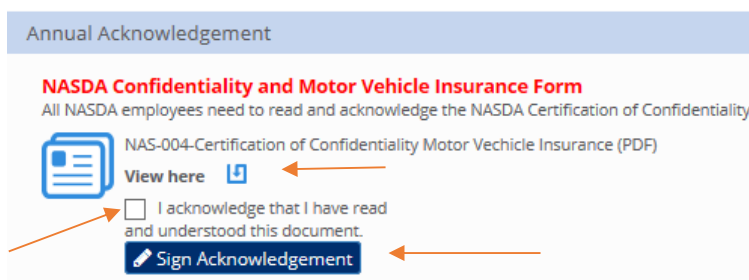 Annual Acknowledgement
NASDA Confidentiality and Motor Vehicle Insurance Form
All NASDA employees need to read and acknowledge the NASDA Certification of Confidentiality
NAS-004-Certification of Confidentiality Motor Vechicle Insurance (PDF)
View here
I acknowledge that I have read
and understood this document.
Sign Acknowledgement